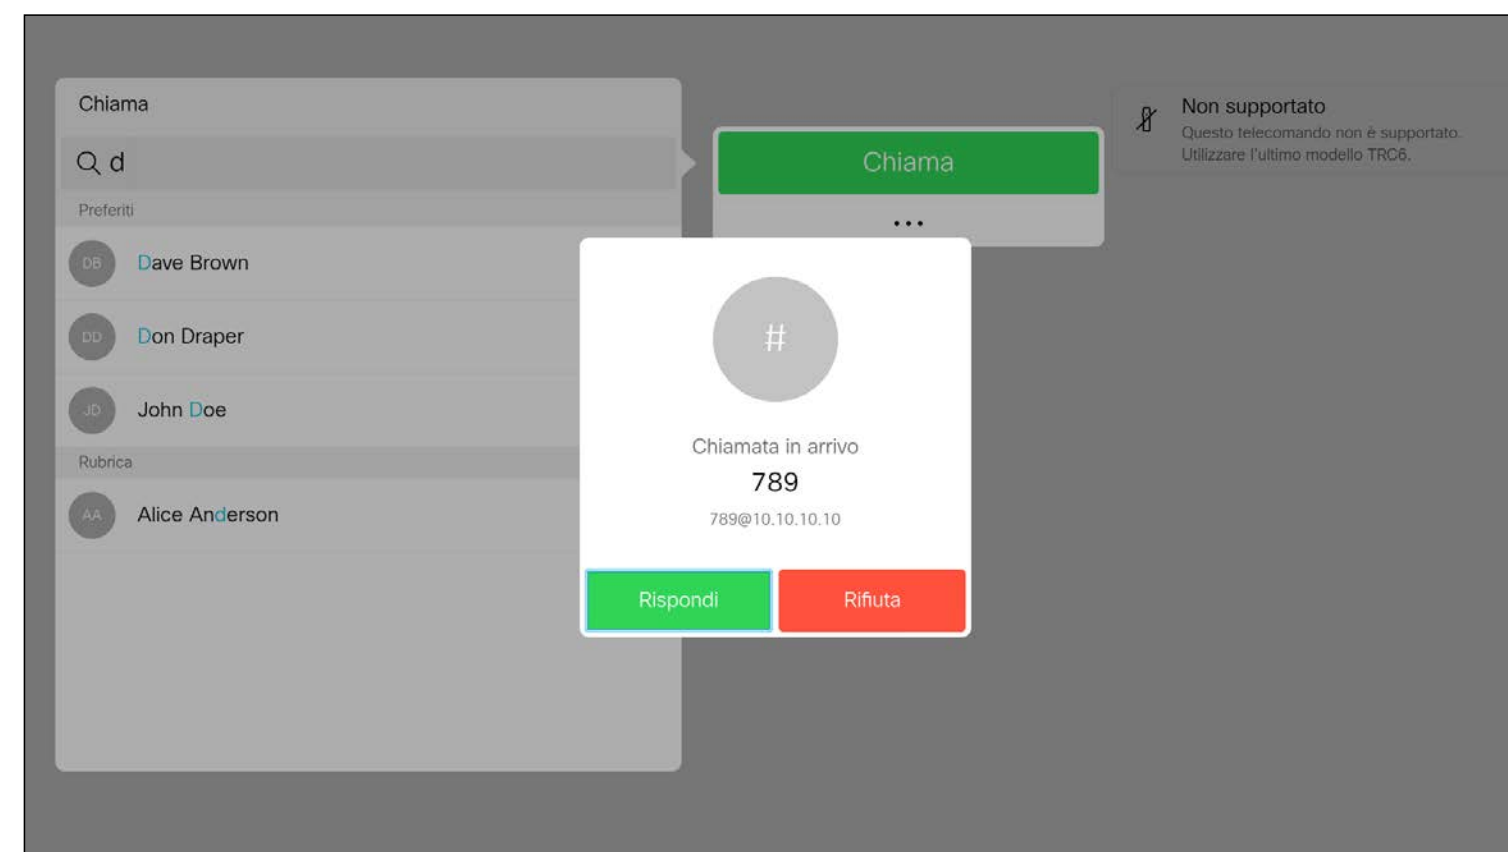 Chiama
d
Preferiti
DB
Dave Brown
DD
Don Draper
JD
John Doe
Rubrica
AA
Alice Anderson
Chiama
...
Non supportato
Questo telecomando non è supportato.
Utilizzare l'ultimo modello TRC6.
#
Chiamata in arrivo
789
789@10.10.10.10
Rispondi
Rifiuta